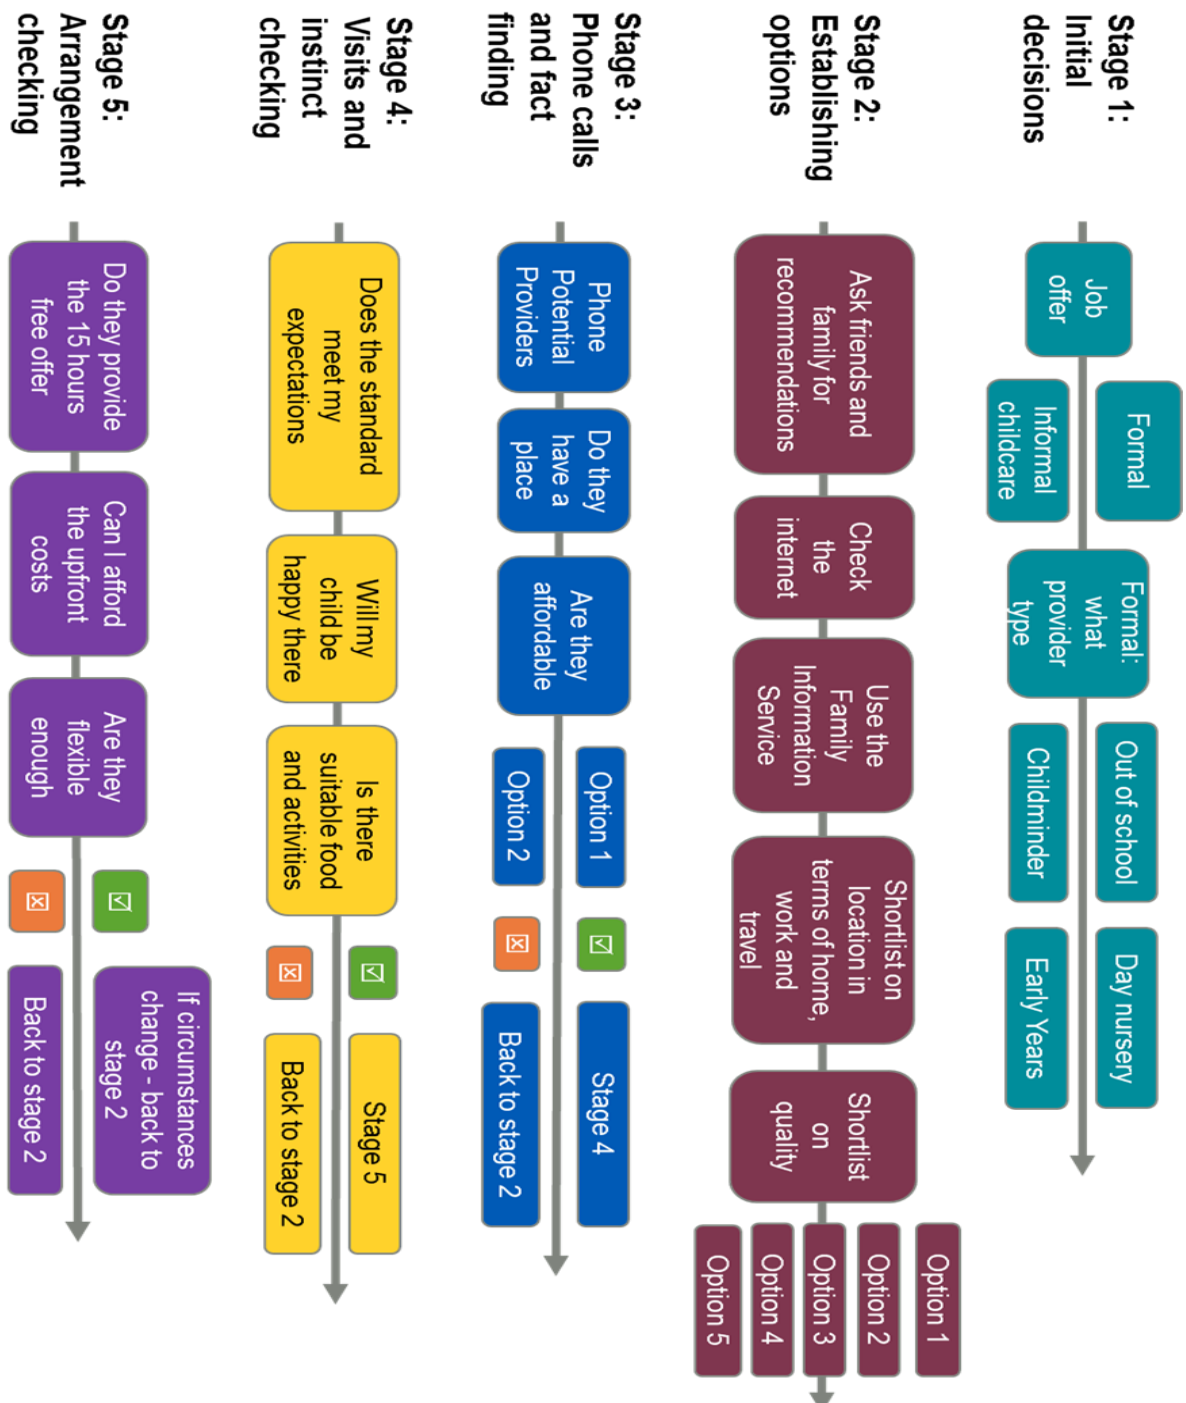 Stage 1:
Initial
decisions
Job
offer
Formal
Informal
childcare
Formal:
what
provider
type
Out of school
Childminder
Day nursery
Early Years
Stage 2:
Establishing
options
Ask friends and
family for
recommendations
Check
the
internet
Use the
Family
Information
Service
Shortlist on
location in
terms of home,
work and
travel
Shortlist
on
quality
Option 1
Option 2
Option 3
Option 4
Option 5
Stage 3:
Phone calls
and fact
finding
Phone
Potential
Providers
Do they
have a
place
Are they
affordable
Option 1
Option 2
Stage 4
Back to stage 2
Stage 4:
Visits and
instinct
checking
Does the standard
meet my
expectations
Will my
child be
happy there
Is there
suitable food
and activities
Stage 5
Back to stage 2
Stage 5:
Arrangement
checking
Do they provide
the 15 hours
free offer
Can I afford
the upfront
costs
Are they
flexible
enough
If circumstances
change - back to
stage 2
Back to stage 2